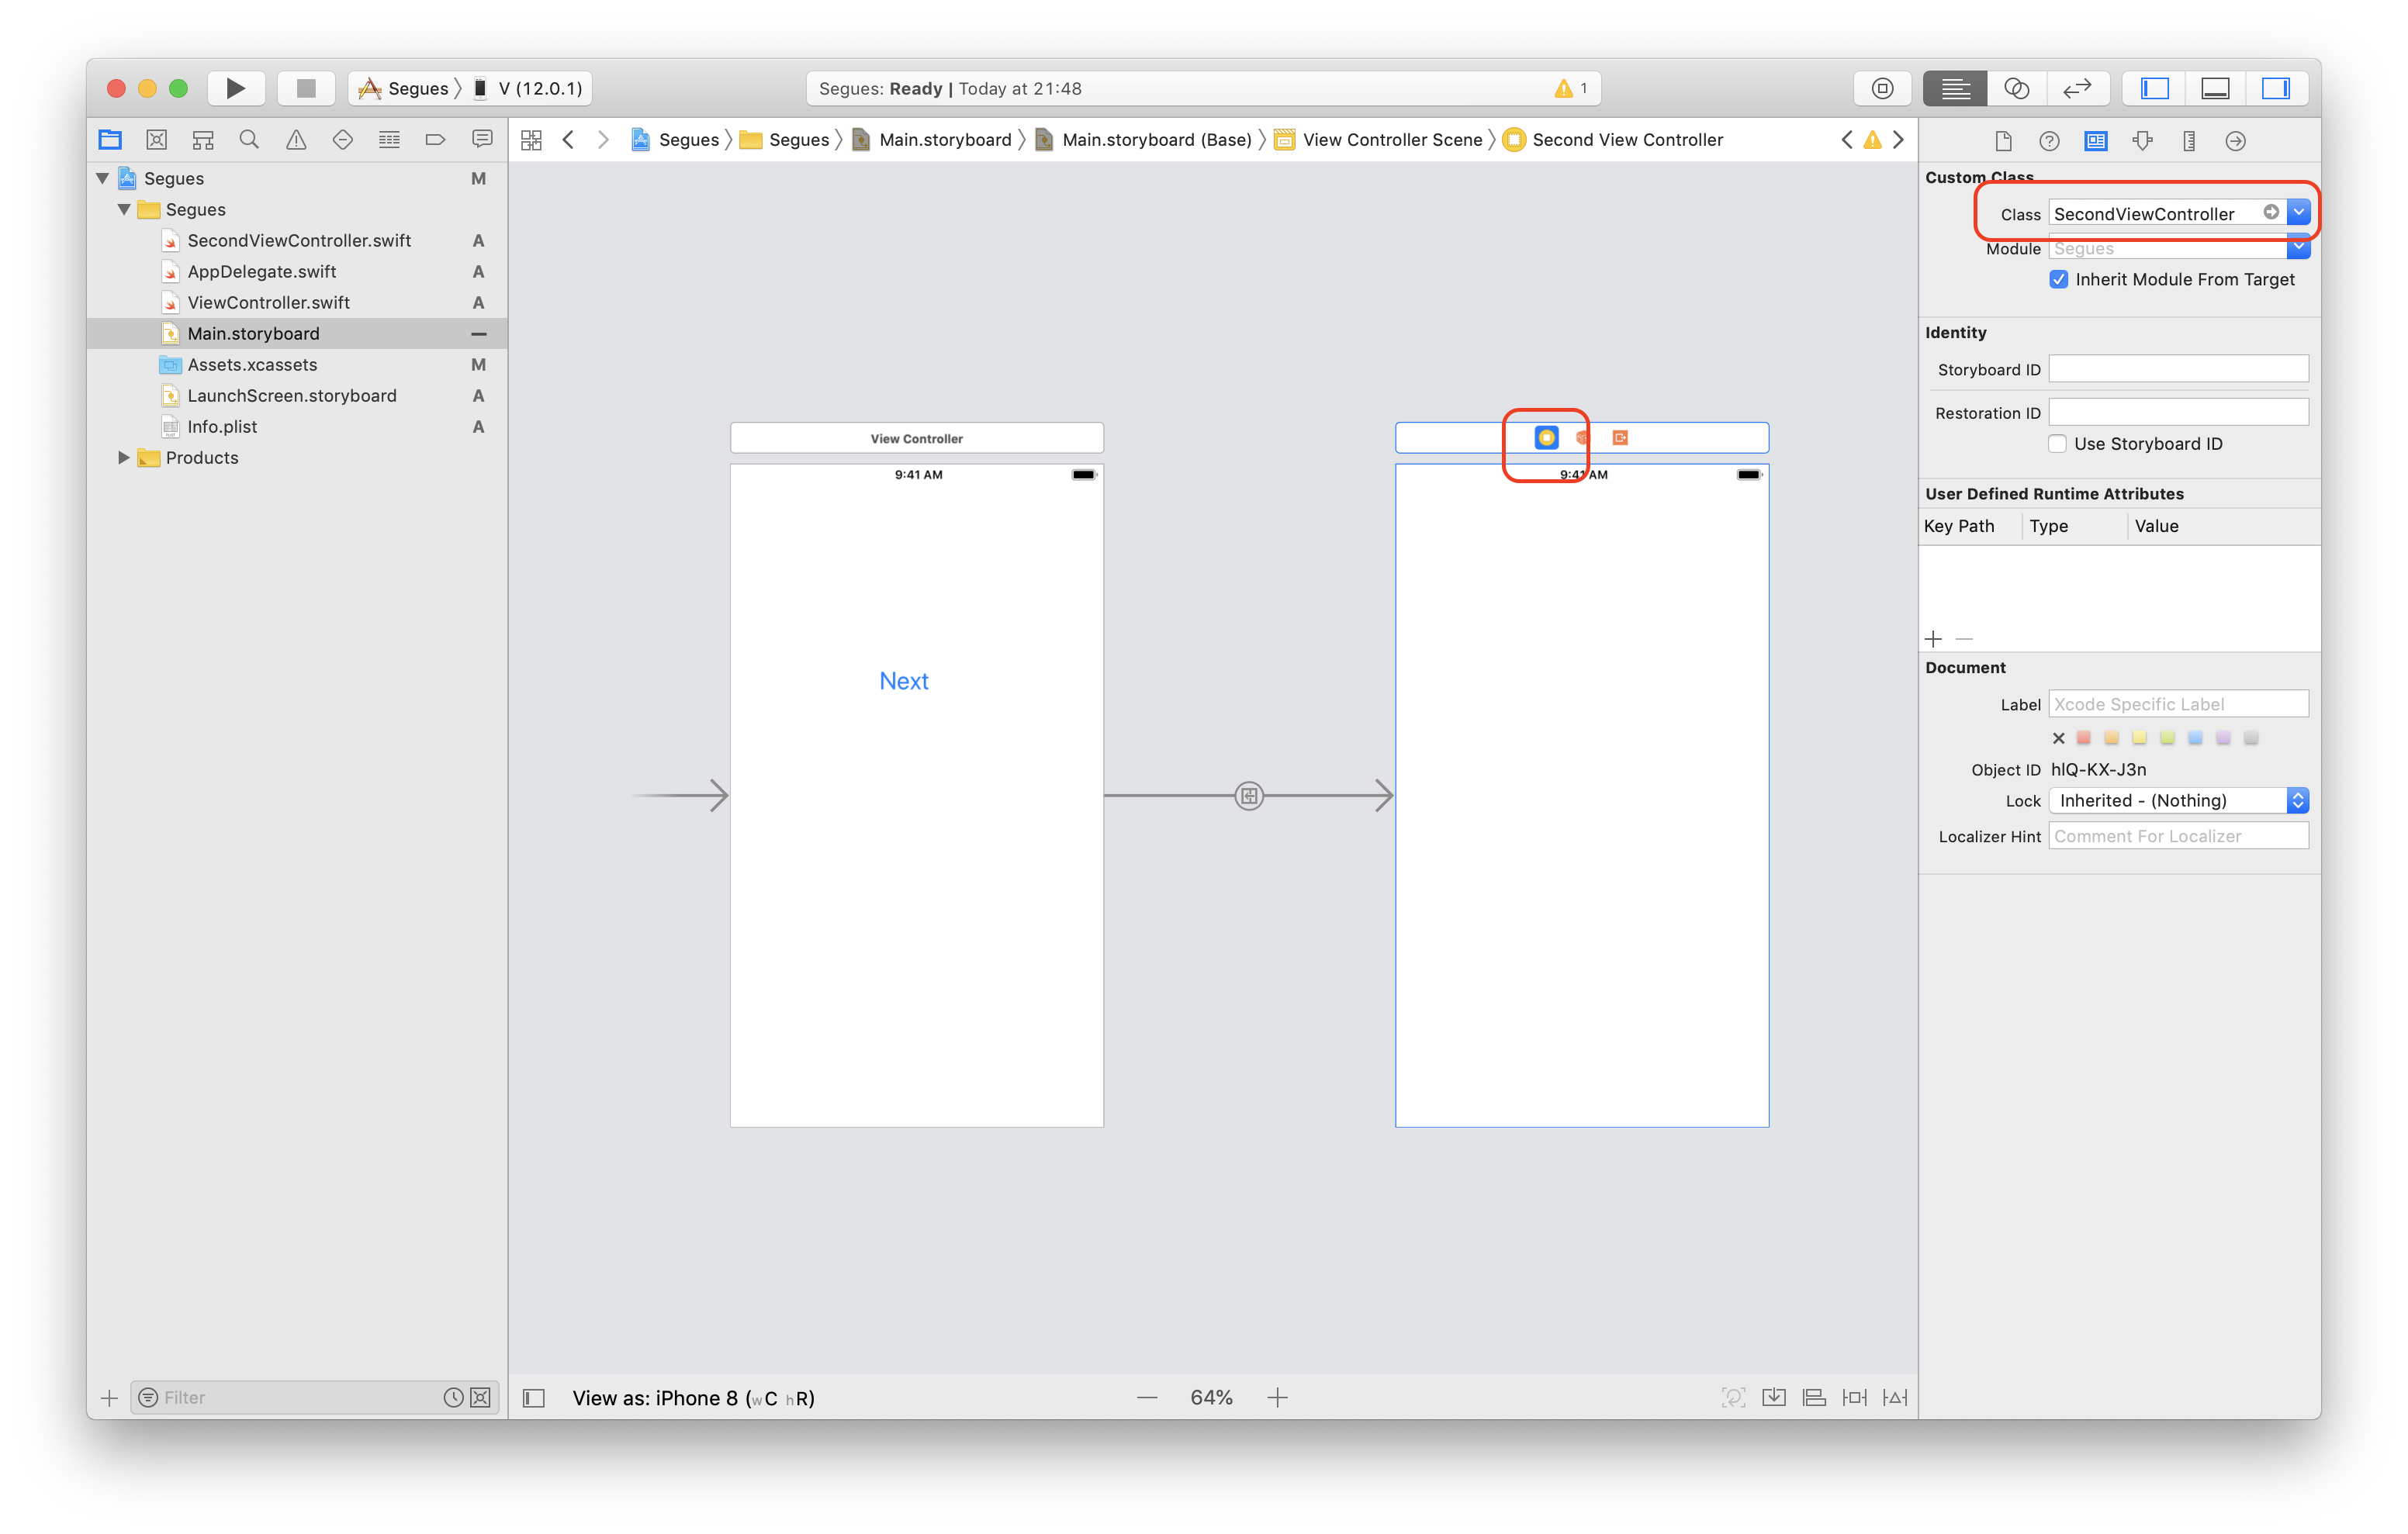 Segues V (12.0.1)
Segues: Ready | Today at 21:48
1
Segues Segues Main.storyboard Main.storyboard (Base) View Controller Scene Second View Controller
Segues M
Segues
SecondViewController.swift A
AppDelegate.swift A
ViewController.swift A
Main.storyboard
Assets.xcassets M
LaunchScreen.storyboard A
Info.plist A
Products
Filter
View Controller
9:41 AM
Next
9:41 AM
View as: iPhone 8 (wC hR)
64%
Custom Class
Class SecondViewController
Module Segues
Inherit Module From Target
Identity
Storyboard ID
Restoration ID
Use Storyboard ID
User Defined Runtime Attributes
Key Path Type Value
Document
Label Xcode Specific Label
Object ID hlQ-KX-J3n
Lock Inherited - (Nothing)
Localizer Hint Comment For Localizer